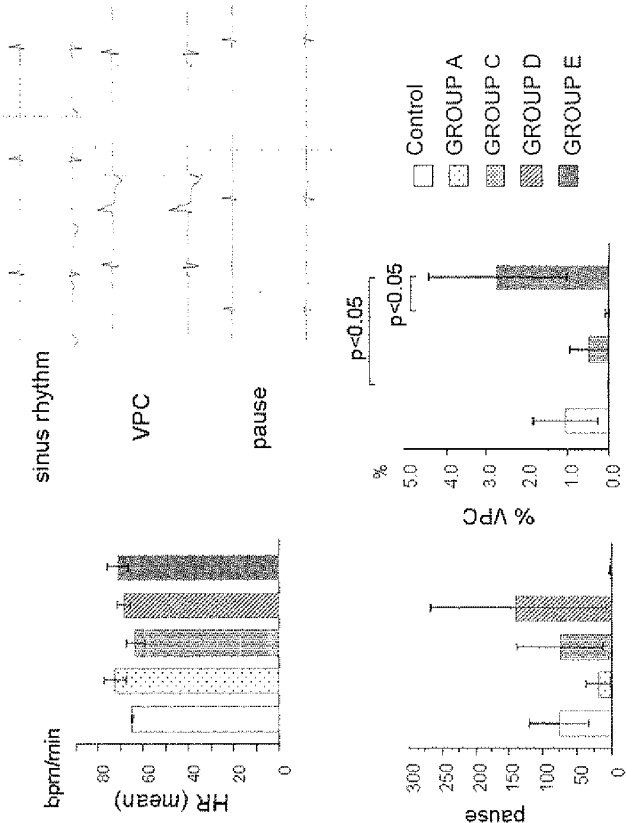 bpm/min
HR (mean)
80
60
40
20
0
sinus rhythm
VPC
pause
pause
300
250
200
150
100
50
0
% VPC
%
5.0
4.0
3.0
2.0
1.0
0.0
p<0.05
p<0.05
Control
GROUP A
GROUP C
GROUP D
GROUP E